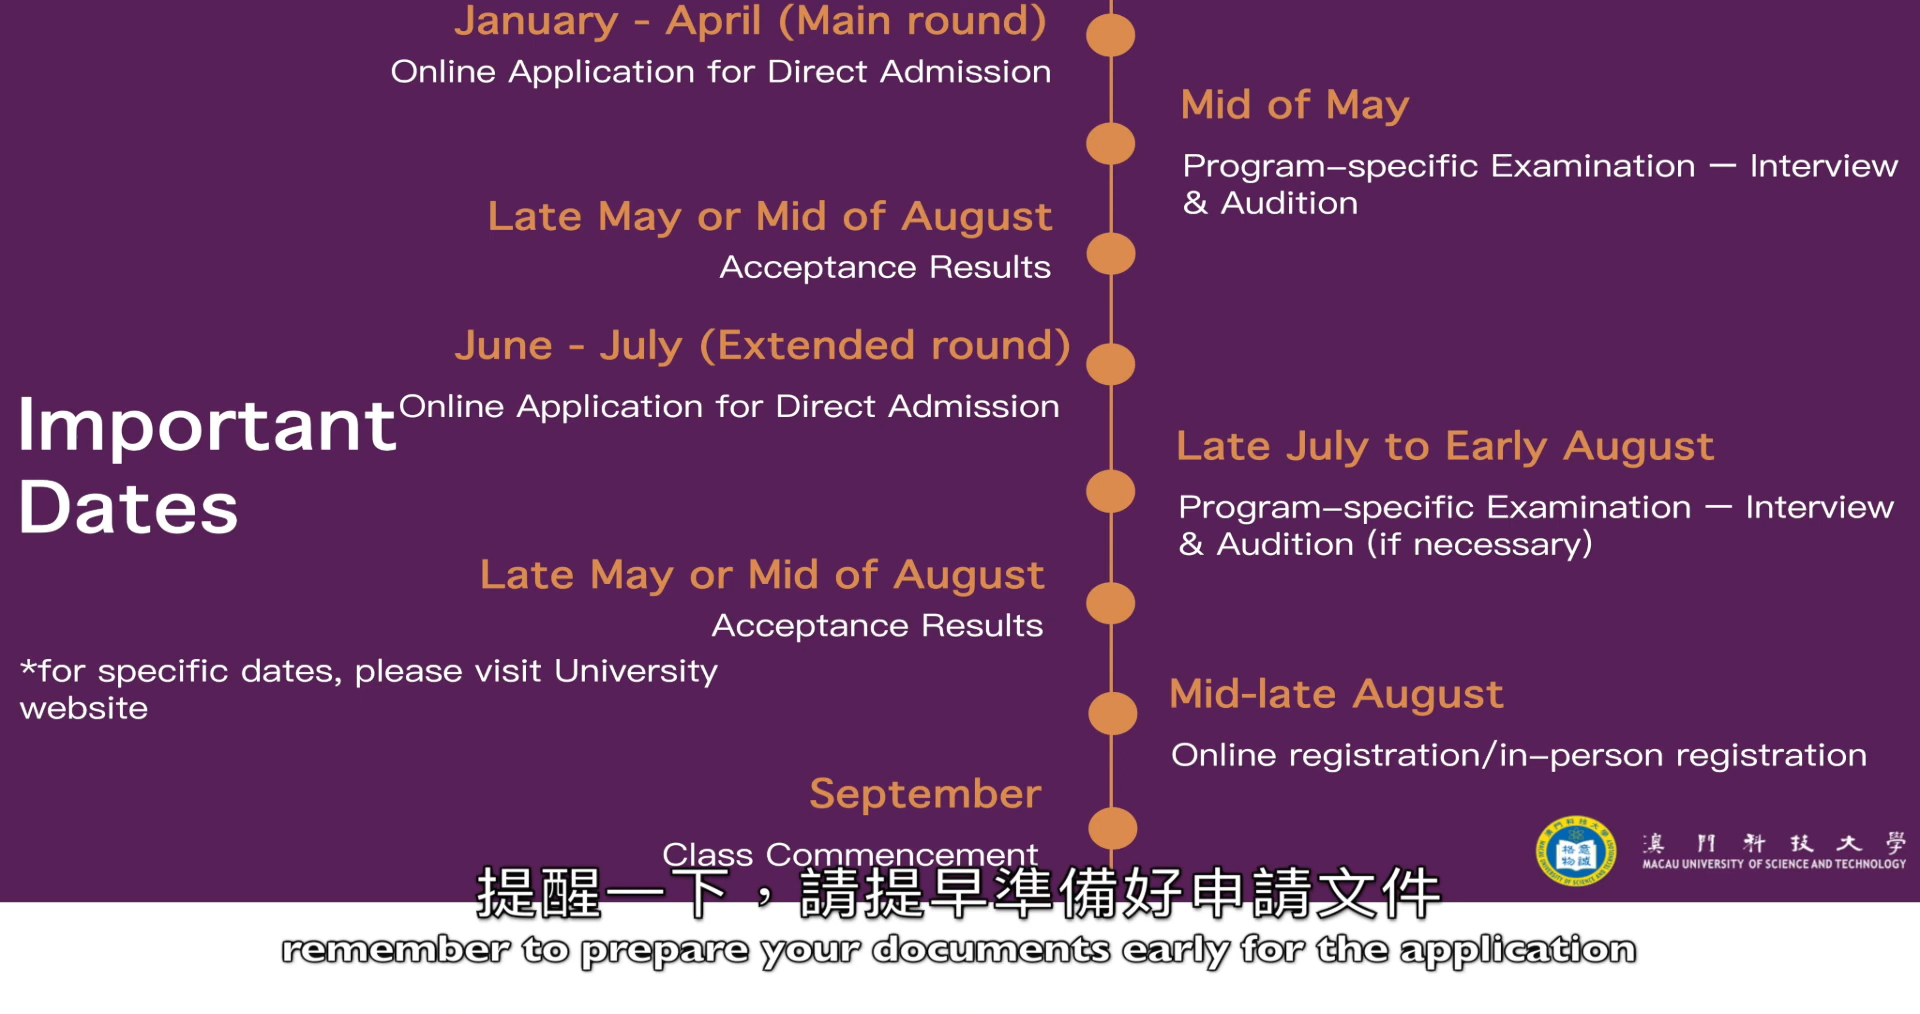 January - April (Main round)
Online Application for Direct Admission
Mid of May
Program-specific Examination — Interview
& Audition
Late May or Mid of August
Acceptance Results
June - July (Extended round)
Online Application for Direct Admission
Important
Dates
Late July to Early August
Program-specific Examination — Interview
& Audition (if necessary)
Late May or Mid of August
Acceptance Results
*for specific dates, please visit University
website
Mid-late August
Online registration/in-person registration
September
Class Commencement
澳門科技大學
MACAU UNIVERSITY OF SCIENCE AND TECHNOLOGY
提醒一下，請提早準備好申請文件
remember to prepare your documents early for the application